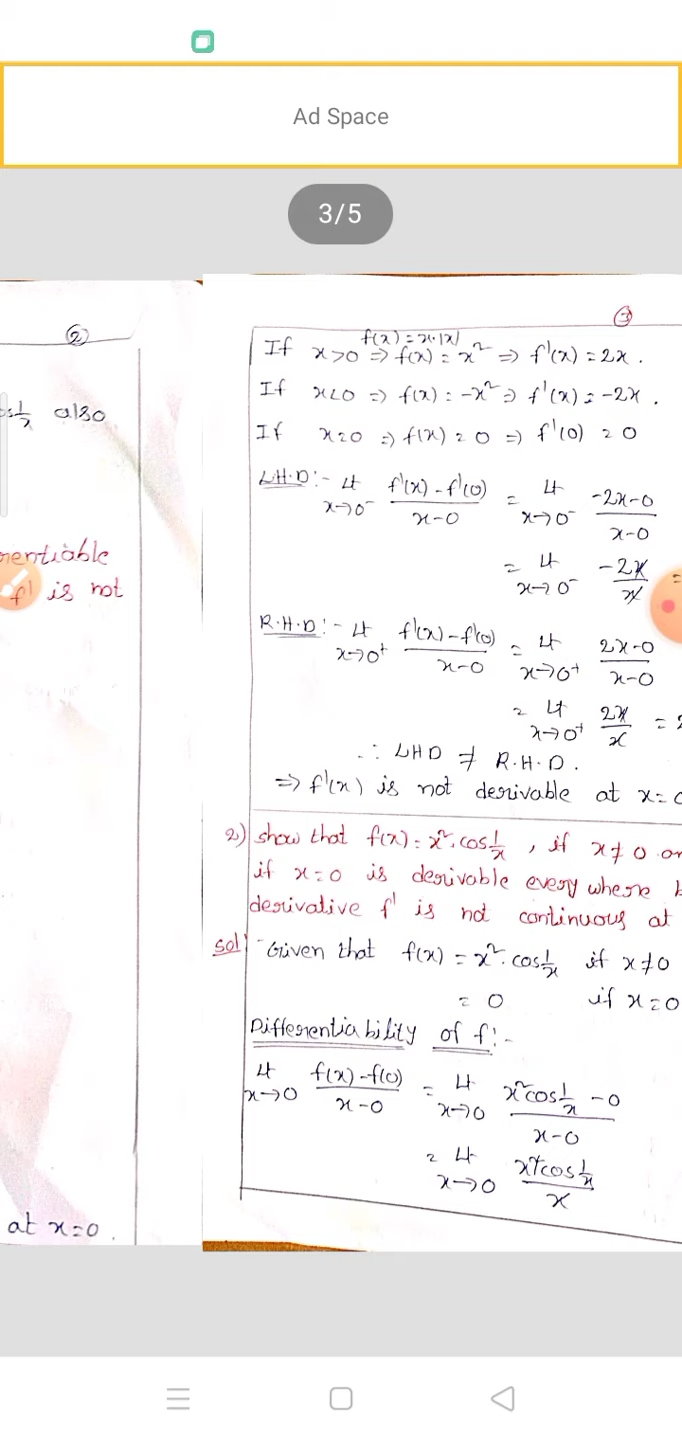 Ad Space
3/5
②
also
rentiable
f' is not
at x=0.
③
f(x) = x.|x|
If x>0 => f(x) = x² => f'(x) = 2x.
If x<0 => f(x) = -x² => f'(x) = -2x.
If x=0 => f(x) = 0 => f'(0) = 0
L.H.D:- Lt x→0⁻ f'(x)-f'(0)/x-0 = Lt x→0⁻ -2x-0/x-0
= Lt x→0⁻ -2x/x =
R.H.D:- Lt x→0⁺ f'(x)-f'(0)/x-0 = Lt x→0⁺ 2x-0/x-0
= Lt x→0⁺ 2x/x = 2
∴ LHD ≠ R.H.D.
=> f'(x) is not derivable at x=0
2) show that f(x) = x².cos 1/x, if x≠0
if x=0 is derivable every where
derivative f' is not continuous at
Sol: Given that f(x) = x².cos 1/x if x≠0
= 0 if x=0
Differentiability of f:-
Lt x→0 f(x)-f(0)/x-0 = Lt x→0 x²cos 1/x -0/x-0
= Lt x→0 x²cos 1/x/x